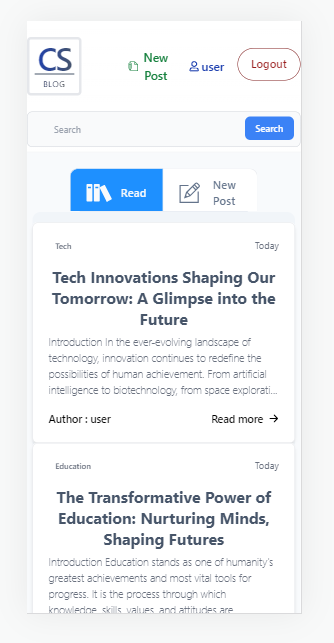 CS
BLOG
New
Post
user
Logout
Search
Search
Read
New
Post
Tech
Today
Tech Innovations Shaping Our
Tomorrow: A Glimpse into the
Future
Introduction In the ever-evolving landscape of
technology, innovation continues to redefine the
possibilities of human achievement. From artificial
intelligence to biotechnology, from space explorati...
Author : user
Read more →
Education
Today
The Transformative Power of
Education: Nurturing Minds,
Shaping Futures
Introduction Education stands as one of humanity's
greatest achievements and most vital tools for
progress. It is the process through which
knowledge, skills, values, and attitudes are